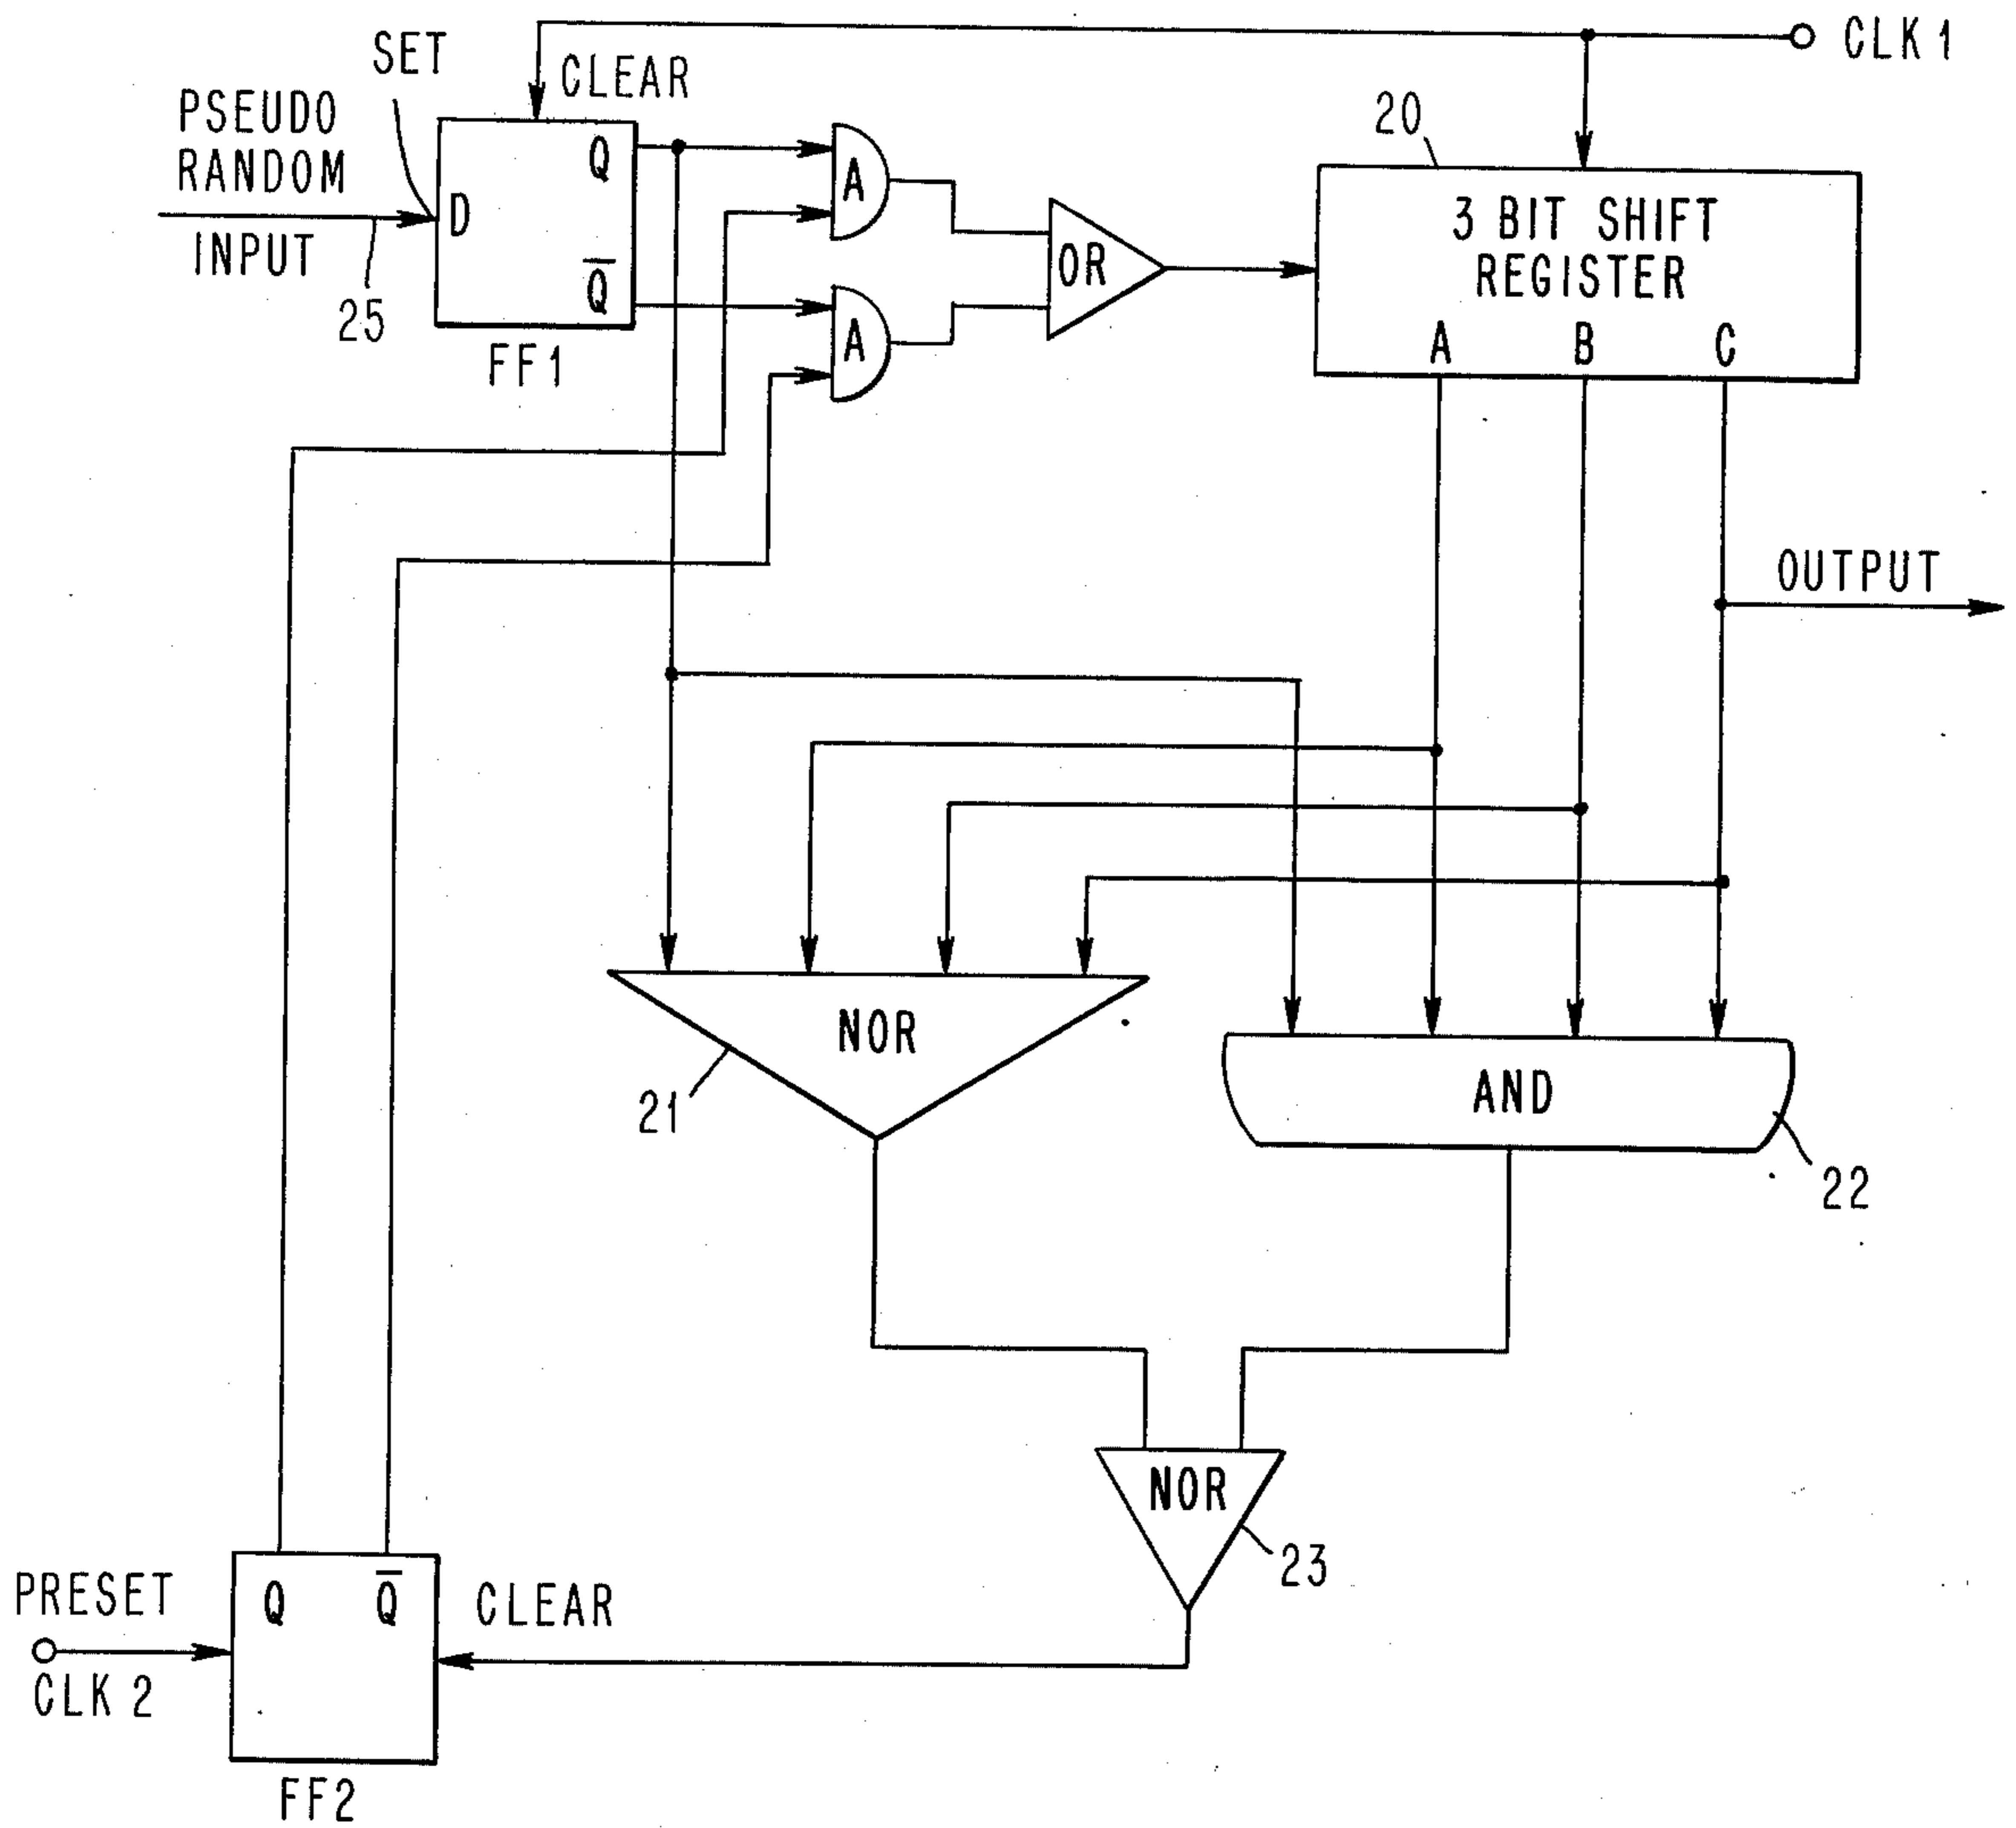 SET
CLEAR
CLK 1
PSEUDO
RANDOM
INPUT
25
D
Q
Q̅
FF1
A
A
OR
20
3 BIT SHIFT
REGISTER
A B C
OUTPUT
NOR
21
AND
22
NOR
23
PRESET
CLK 2
Q Q̅
CLEAR
FF2